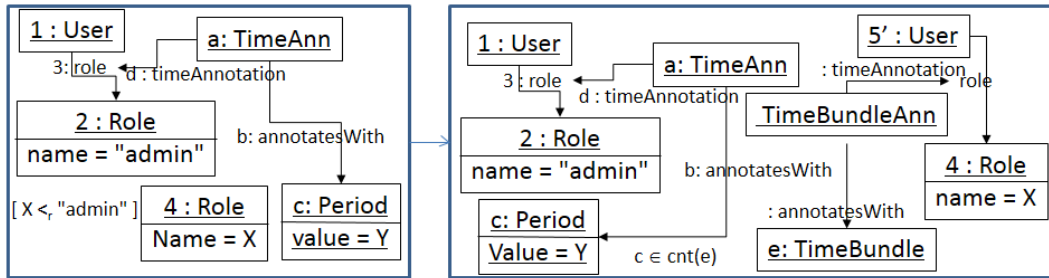 1 : User
a: TimeAnn
3: role
d : timeAnnotation
2 : Role
name = "admin"
b: annotatesWith
[ X <r "admin" ]
4 : Role
Name = X
c: Period
value = Y
1 : User
5' : User
a: TimeAnn
: timeAnnotation
3: role
role
d : timeAnnotation
TimeBundleAnn
2 : Role
name = "admin"
b: annotatesWith
4 : Role
name = X
c: Period
Value = Y
: annotatesWith
c ∈ cnt(e)
e: TimeBundle